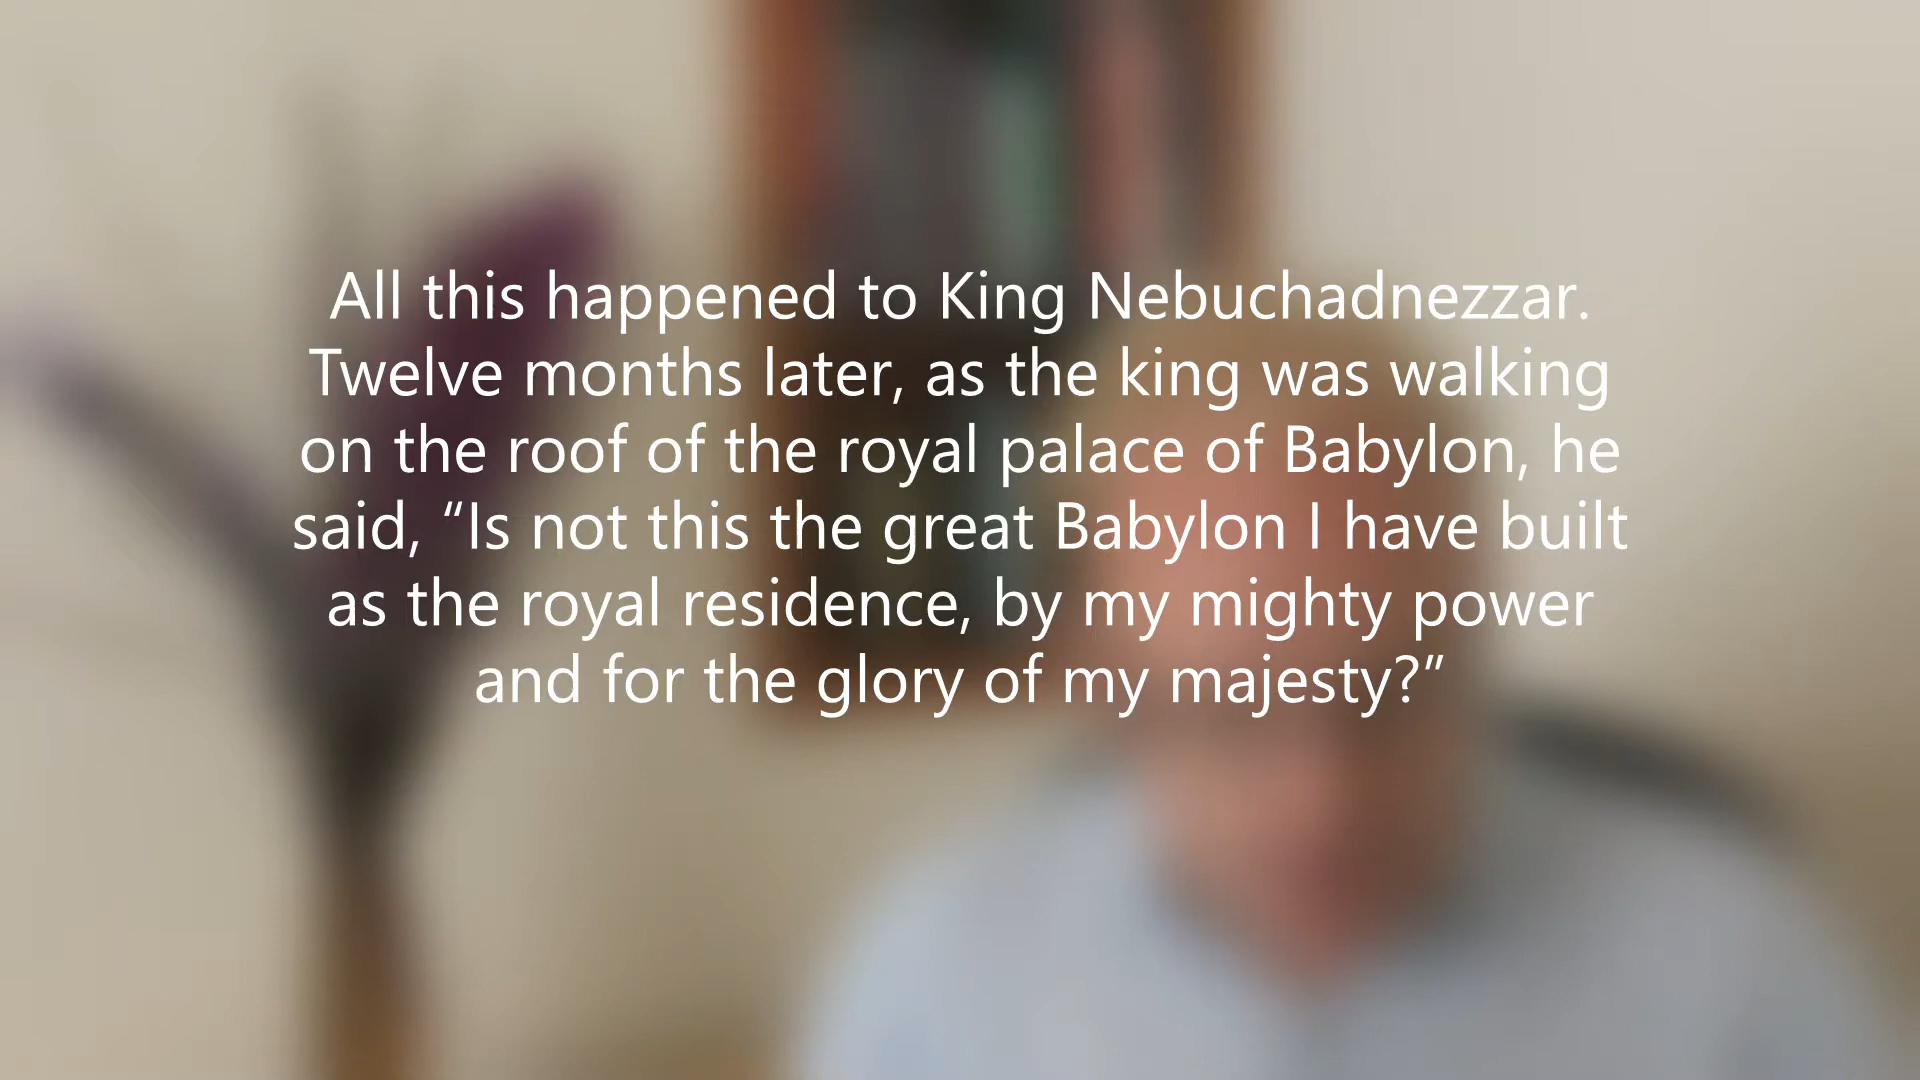 All this happened to King Nebuchadnezzar.
Twelve months later, as the king was walking
on the roof of the royal palace of Babylon, he
said, “Is not this the great Babylon I have built
as the royal residence, by my mighty power
and for the glory of my majesty?”